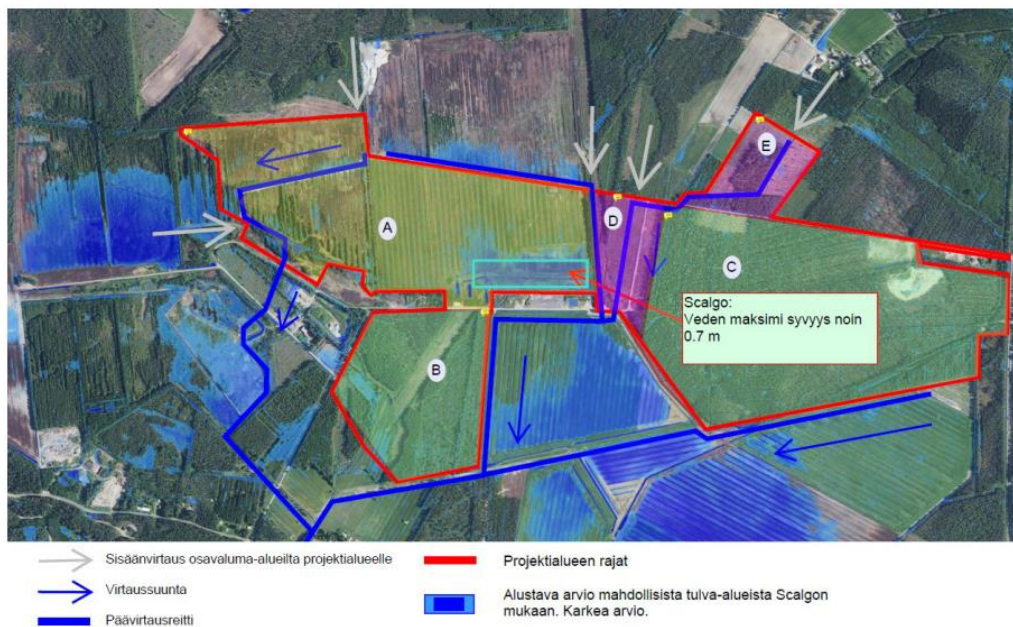 E
D
A
C
Scalgo:
Veden maksimi syvyys noin
0.7 m
B
Sisäänvirtaus osavaluma-alueilta projektialueelle
Virtaussuunta
Päävirtausreitti
Projektialueen rajat
Alustava arvio mahdollisista tulva-alueista Scalgon
mukaan. Karkea arvio.